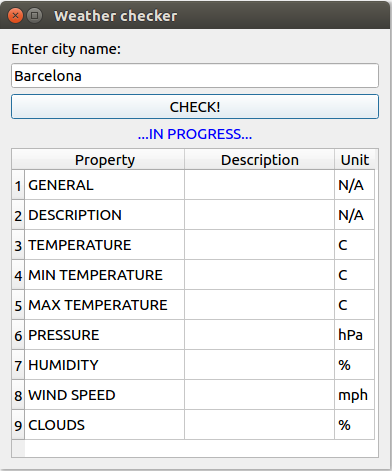 Weather checker
Enter city name:
Barcelona
CHECK!
...IN PROGRESS...
Property Description Unit
1 GENERAL N/A
2 DESCRIPTION N/A
3 TEMPERATURE C
4 MIN TEMPERATURE C
5 MAX TEMPERATURE C
6 PRESSURE hPa
7 HUMIDITY %
8 WIND SPEED mph
9 CLOUDS %